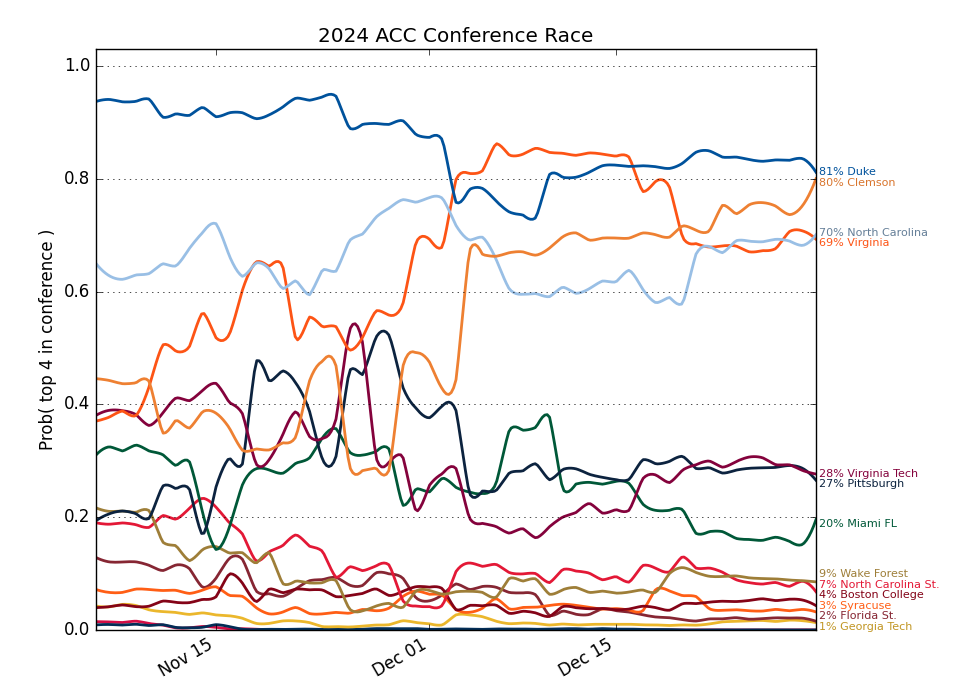 2024 ACC Conference Race
Prob( top 4 in conference )
1.0
0.8
0.6
0.4
0.2
0.0
Nov 15
Dec 01
Dec 15
81% Duke
80% Clemson
70% North Carolina
69% Virginia
28% Virginia Tech
27% Pittsburgh
20% Miami FL
9% Wake Forest
7% North Carolina St.
4% Boston College
3% Syracuse
2% Florida St.
1% Georgia Tech